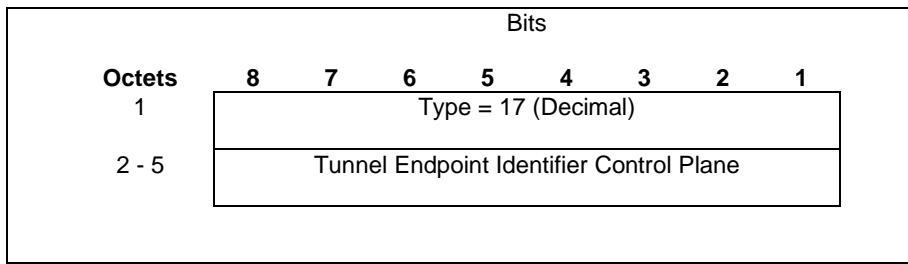 Bits
Octets 8 7 6 5 4 3 2 1
1 Type = 17 (Decimal)
2 - 5 Tunnel Endpoint Identifier Control Plane